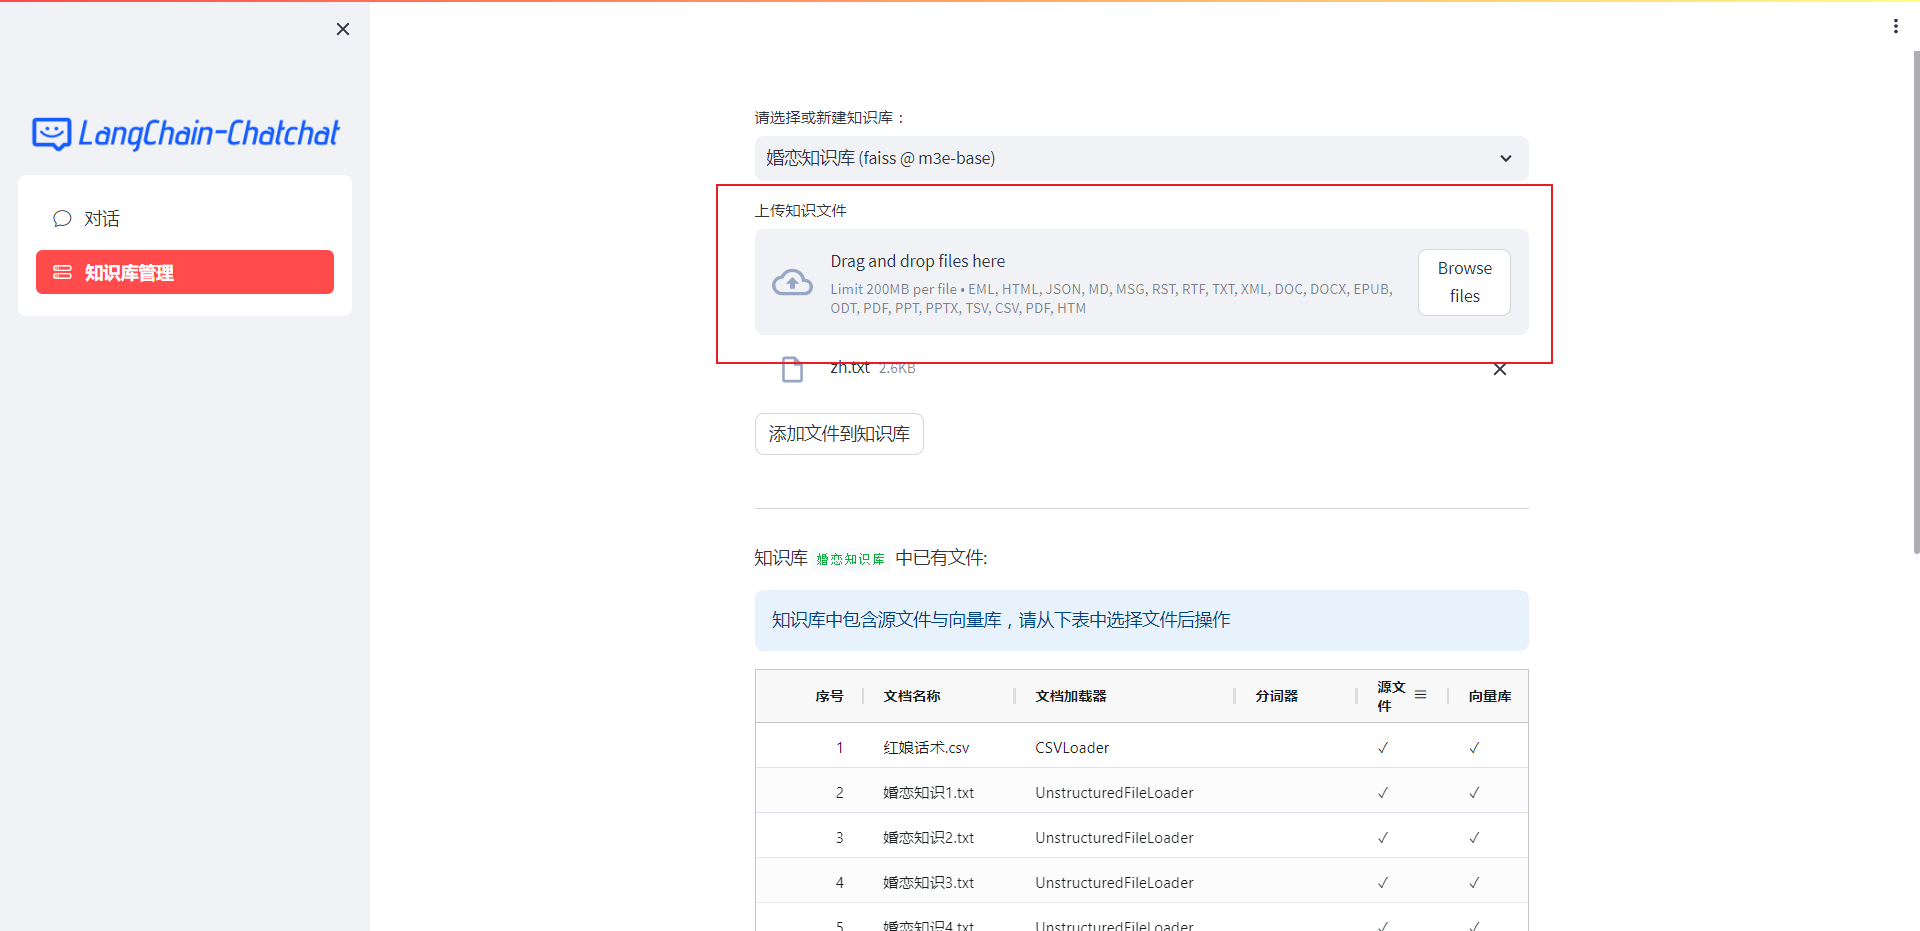 LangChain-Chatchat
对话
知识库管理
请选择或新建知识库：
婚恋知识库 (faiss @ m3e-base)
上传知识文件
Drag and drop files here
Limit 200MB per file • EML, HTML, JSON, MD, MSG, RST, RTF, TXT, XML, DOC, DOCX, EPUB,
ODT, PDF, PPT, PPTX, TSV, CSV, PDF, HTM
Browse
files
zh.txt 2.6KB
添加文件到知识库
知识库 婚恋知识库 中已有文件:
知识库中包含源文件与向量库，请从下表中选择文件后操作
序号 文档名称 文档加载器 分词器 源文件 向量库
1 红娘话术.csv CSVLoader ✓ ✓
2 婚恋知识1.txt UnstructuredFileLoader ✓ ✓
3 婚恋知识2.txt UnstructuredFileLoader ✓ ✓
4 婚恋知识3.txt UnstructuredFileLoader ✓ ✓
5 婚恋知识4.txt UnstructuredFileLoader ✓ ✓